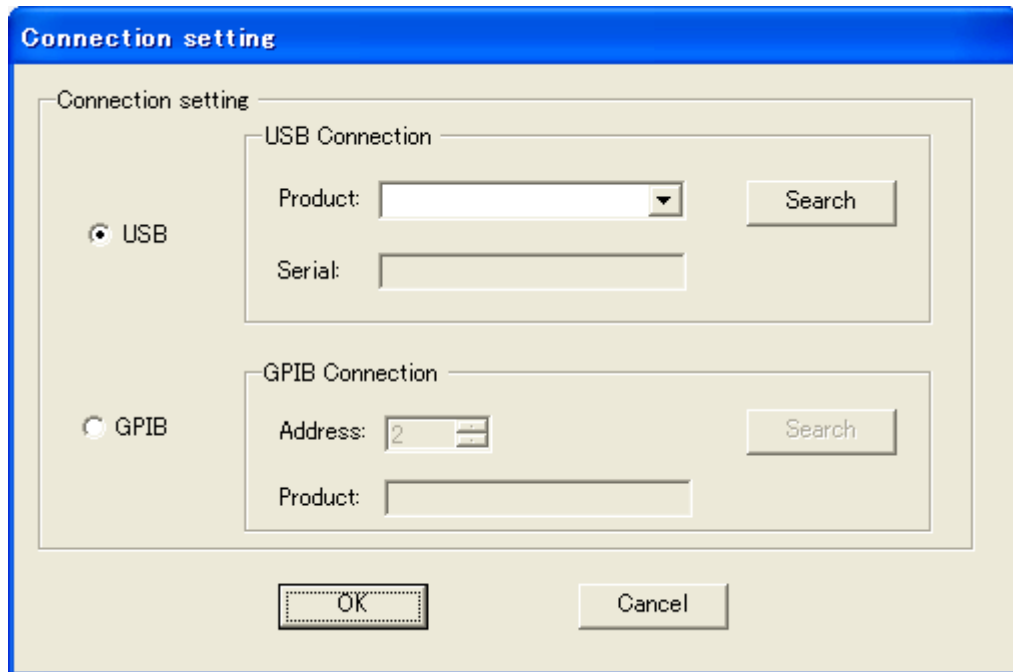 Connection setting
Connection setting
USB Connection
Product:
Search
USB
Serial:
GPIB Connection
GPIB
Address: 2
Search
Product:
OK
Cancel